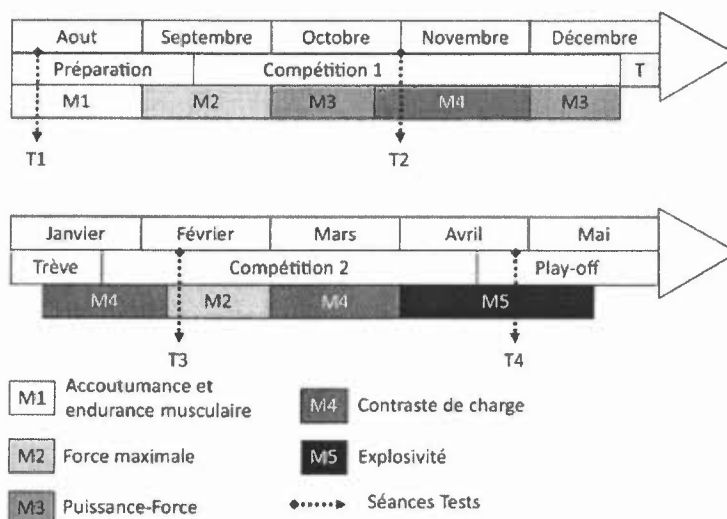 Aout Septembre Octobre Novembre Décembre
Préparation Compétition 1 T
M1 M2 M3 M4 M3
T1 T2
Janvier Février Mars Avril Mai
Trève Compétition 2 Play-off
M4 M2 M4 M5
T3 T4
M1 Accoutumance et
endurance musculaire
M4 Contraste de charge
M2 Force maximale
M5 Explosivité
M3 Puissance-Force
Séances Tests